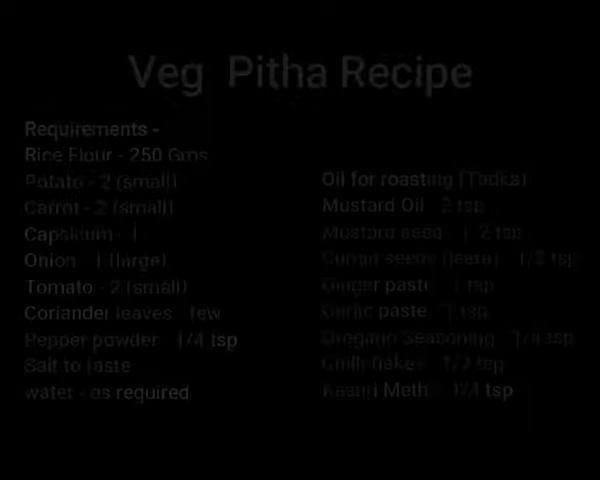 Veg Pitha Recipe
Requirements -
Rice Flour - 250 Gms
Potato - 2 (small)
Carrot - 2 (small)
Capsicum - 1
Onion - 1 (large)
Tomato - 2 (small)
Coriander leaves - few
Pepper powder - 1/4 tsp
Salt to taste
water - as required
Oil for roasting (Tadka)
Mustard Oil - 2 tsp
Mustard seed - 1/2 tsp
Cumin seeds (jeera) - 1/2 tsp
Ginger paste - 1 tsp
Garlic paste - 1 tsp
Oregano Seasoning - 1/4 tsp
Chilli flakes - 1/2 tsp
Kasuri Methi - 1/4 tsp